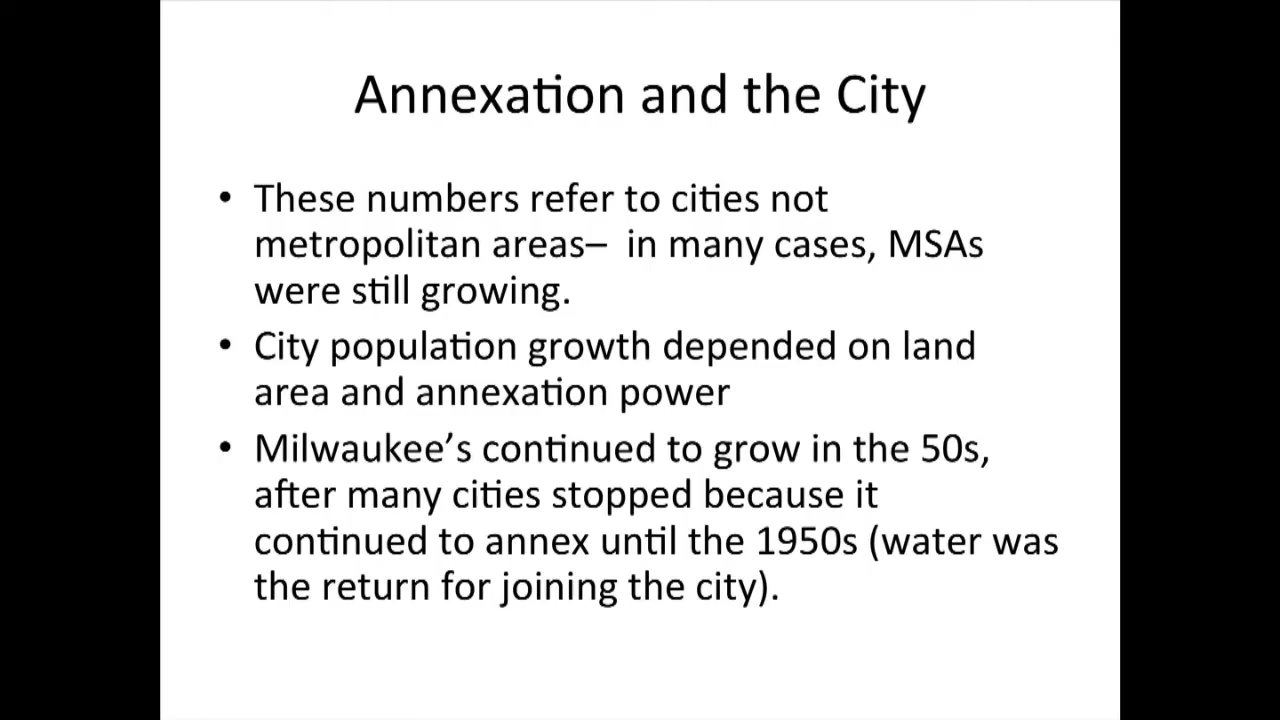 Annexation and the City
• These numbers refer to cities not
metropolitan areas–  in many cases, MSAs
were still growing.
• City population growth depended on land
area and annexation power
• Milwaukee’s continued to grow in the 50s,
after many cities stopped because it
continued to annex until the 1950s (water was
the return for joining the city).